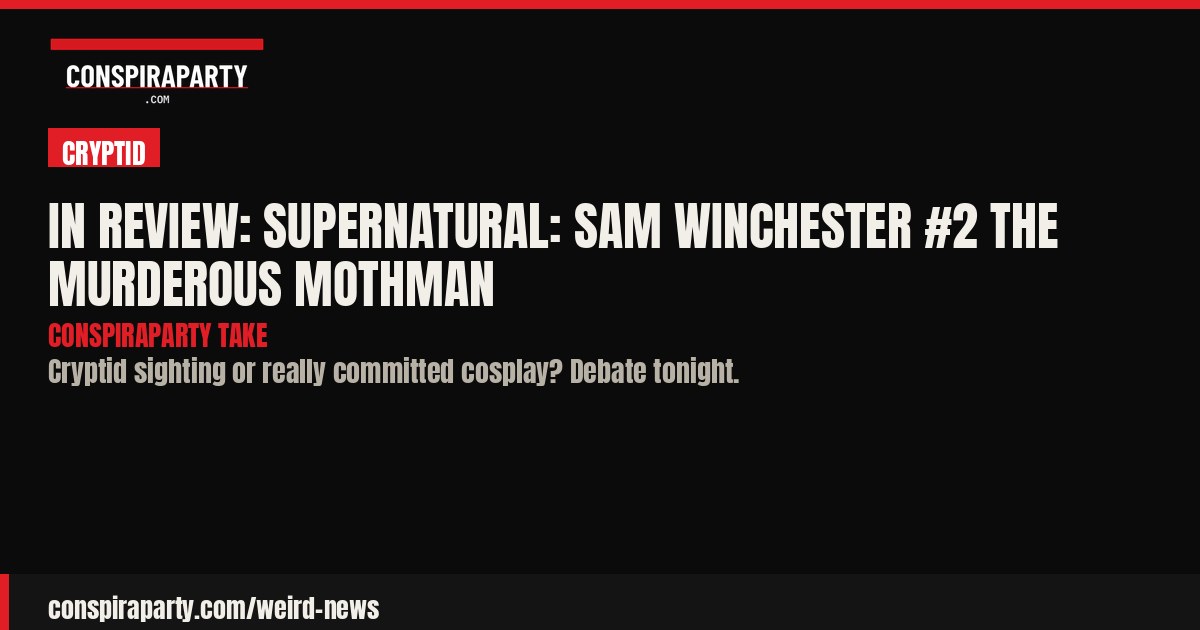 CONSPIRAPARTY
.COM
CRYPTID
IN REVIEW: SUPERNATURAL: SAM WINCHESTER #2 THE
MURDEROUS MOTHMAN
CONSPIRAPARTY TAKE
Cryptid sighting or really committed cosplay? Debate tonight.
conspiraparty.com/weird-news